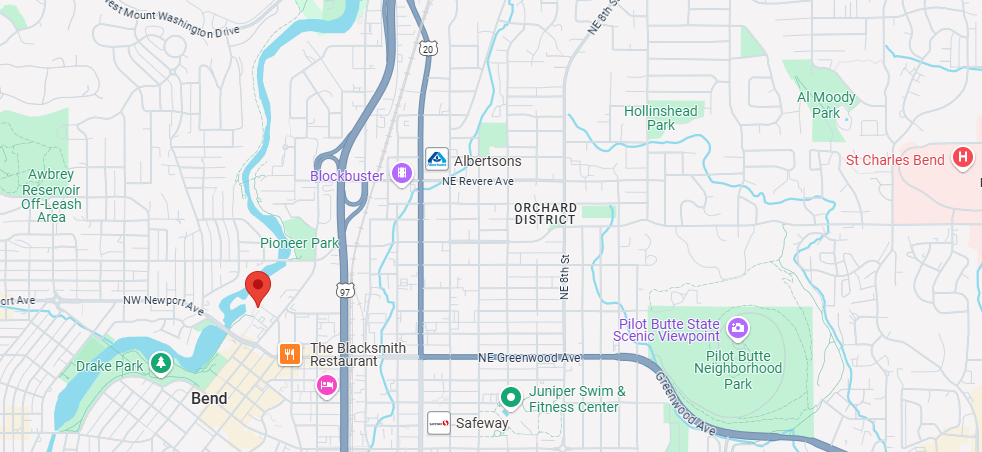 rest Mount Washington Drive
20
NE 8th St
Al Moody
Park
Hollinshead
Park
St Charles Bend
H
Albertsons
Blockbuster
NE Revere Ave
Awbrey
Reservoir
Off-Leash
Area
ORCHARD
DISTRICT
Pioneer Park
NE 8th St
97
ort Ave
NW Newport Ave
Pilot Butte State
Scenic Viewpoint
The Blacksmith
Restaurant
NE Greenwood Ave
Pilot Butte
Neighborhood
Park
Drake Park
Greenwood Ave
Juniper Swim &
Fitness Center
Bend
Safeway